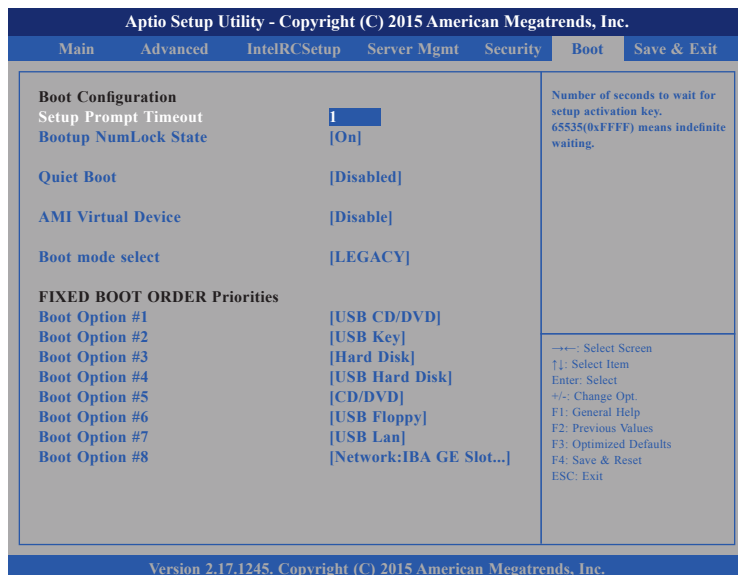 Aptio Setup Utility - Copyright (C) 2015 American Megatrends, Inc.
Main Advanced IntelRCSetup Server Mgmt Security Boot Save & Exit
Boot Configuration
Setup Prompt Timeout 1
Bootup NumLock State [On]
Quiet Boot [Disabled]
AMI Virtual Device [Disable]
Boot mode select [LEGACY]
FIXED BOOT ORDER Priorities
Boot Option #1 [USB CD/DVD]
Boot Option #2 [USB Key]
Boot Option #3 [Hard Disk]
Boot Option #4 [USB Hard Disk]
Boot Option #5 [CD/DVD]
Boot Option #6 [USB Floppy]
Boot Option #7 [USB Lan]
Boot Option #8 [Network:IBA GE Slot...]
Number of seconds to wait for
setup activation key.
65535(0xFFFF) means indefinite
waiting.
→←: Select Screen
↑↓: Select Item
Enter: Select
+/-: Change Opt.
F1: General Help
F2: Previous Values
F3: Optimized Defaults
F4: Save & Reset
ESC: Exit
Version 2.17.1245. Copyright (C) 2015 American Megatrends, Inc.